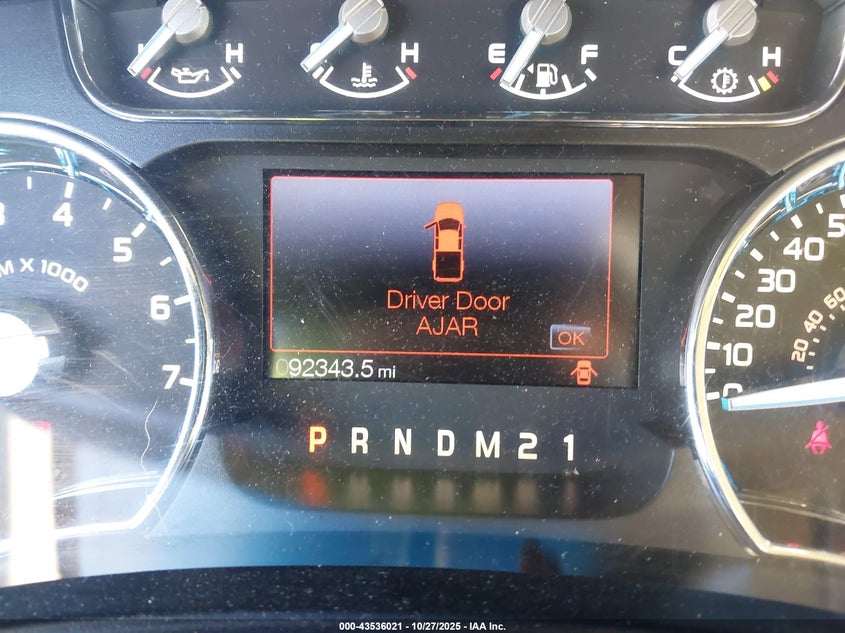 H
H
E F
C H
4
5
6
7
M X 1000
Driver Door
AJAR
OK
092343.5 mi
P R N D M 2 1
50
40
30
20
10
0
20 40 60
000-43536021 - 10/27/2025 - IAA Inc.